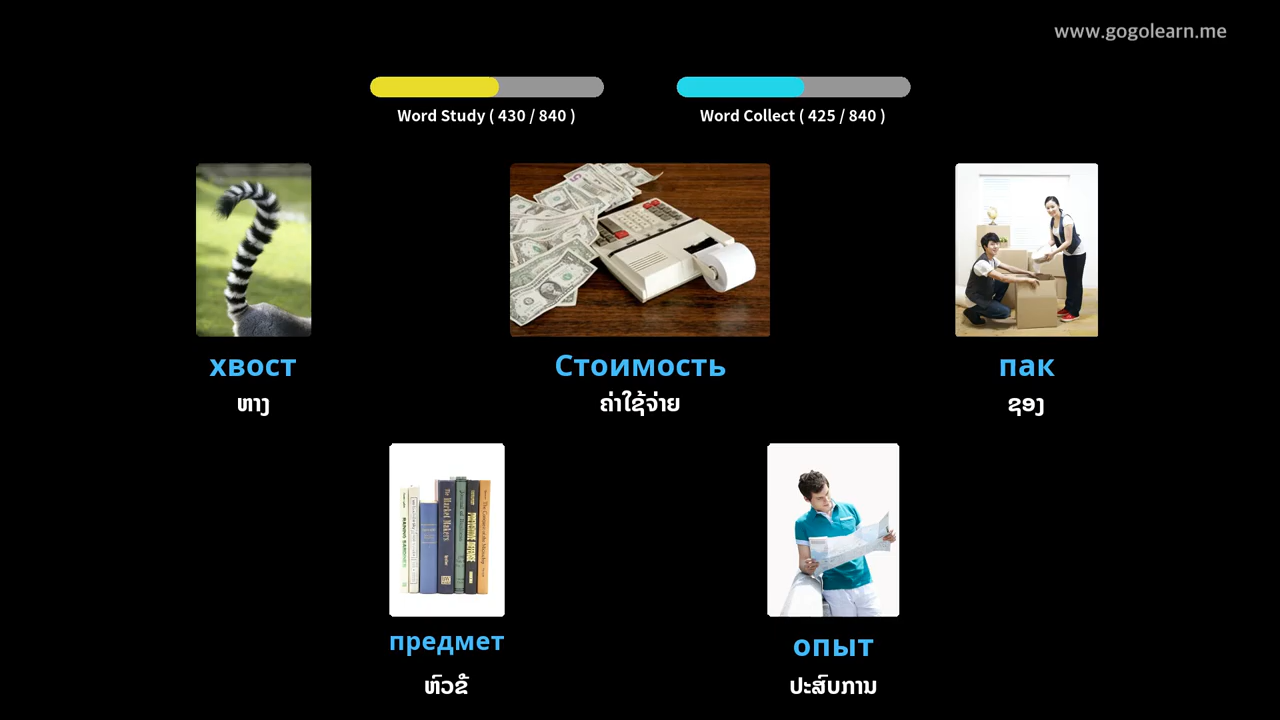 www.gogolearn.me
Word Study ( 430 / 840 )
Word Collect ( 425 / 840 )
хвост
Стоимость
пак
ຫາງ
ຄ່າໃຊ້ຈ່າຍ
ຊອງ
предмет
опыт
ຫົວຂໍ້
ປະສົບການ